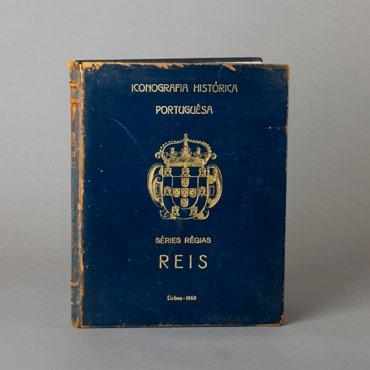 ICONOGRAFIA HISTÓRICA
PORTUGUÊSA
SÉRIES RÉGIAS
REIS
Lisboa - 1960